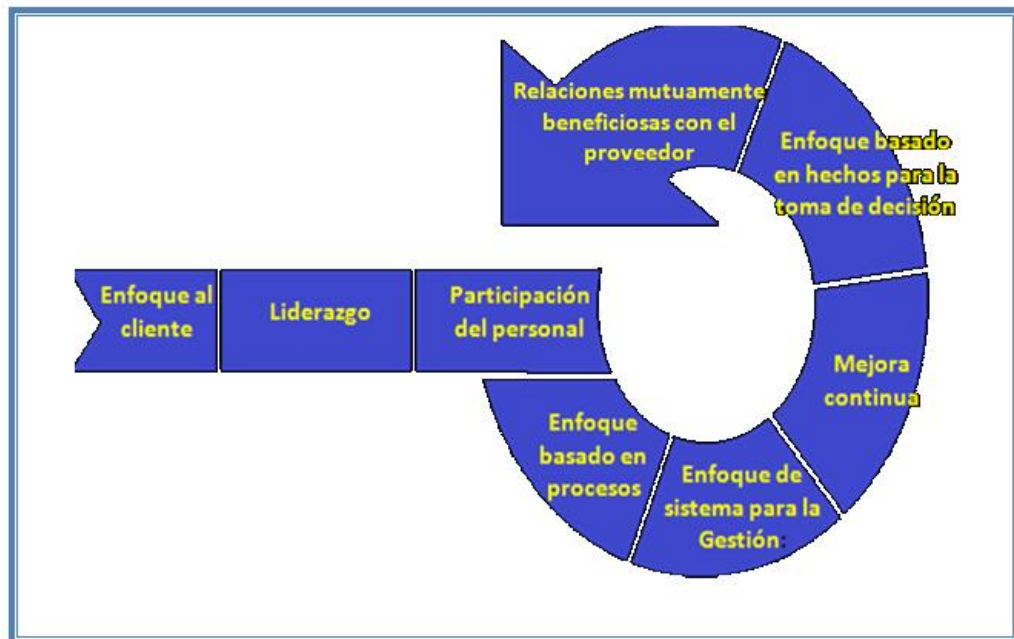 Enfoque al
cliente
Liderazgo
Participación
del personal
Enfoque
basado en
procesos
Enfoque de
sistema para la
Gestión:
Mejora
continua
Enfoque basado
en hechos para la
toma de decisión
Relaciones mutuamente
beneficiosas con el
proveedor